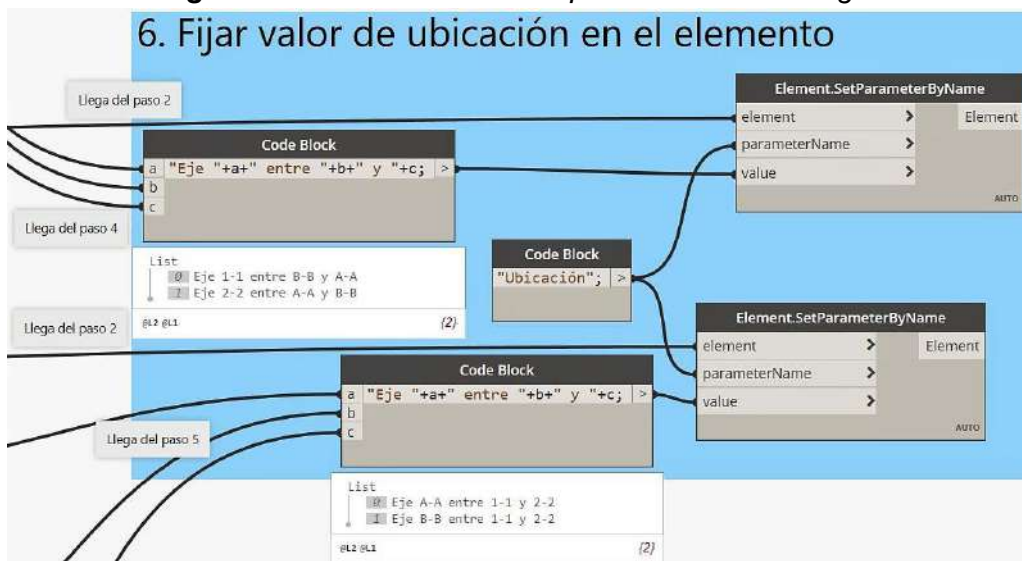 6. Fijar valor de ubicación en el elemento
Llega del paso 2
Element.SetParameterByName
element > Element
parameterName >
value >
AUTO
Code Block
a "Eje "+a+" entre "+b+" y "+c; >
b
c
Llega del paso 4
List
0 Eje 1-1 entre B-B y A-A
1 Eje 2-2 entre A-A y B-B
@L2 @L1 {2}
Code Block
"Ubicación"; >
Llega del paso 2
Element.SetParameterByName
element > Element
parameterName >
value >
AUTO
Code Block
a "Eje "+a+" entre "+b+" y "+c; >
b
c
Llega del paso 5
List
0 Eje A-A entre 1-1 y 2-2
1 Eje B-B entre 1-1 y 2-2
@L2 @L1 {2}